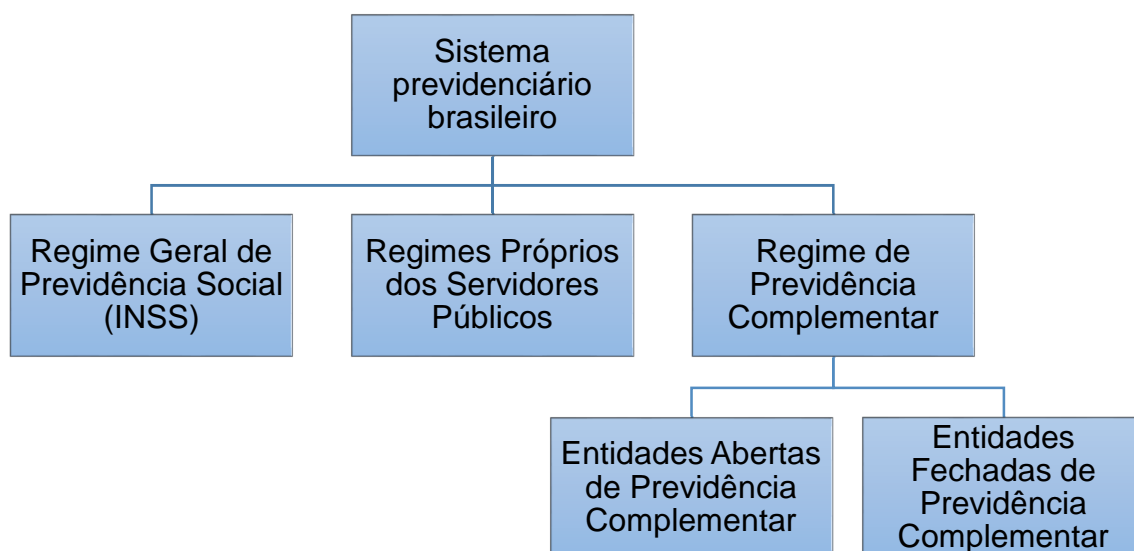 Sistema
previdenciário
brasileiro
Regime Geral de
Previdência Social
(INSS)
Regimes Próprios
dos Servidores
Públicos
Regime de
Previdência
Complementar
Entidades Abertas
de Previdência
Complementar
Entidades
Fechadas de
Previdência
Complementar